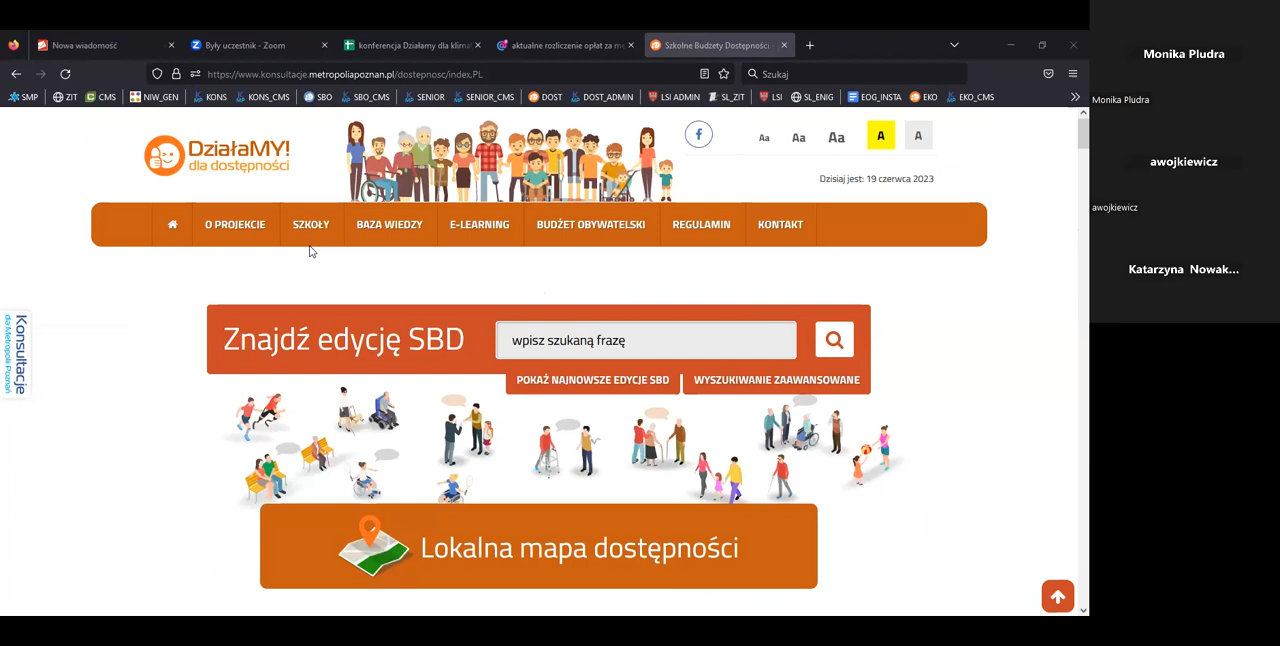 Nowa wiadomość
Były uczestnik - Zoom
konferencja Działamy dla klima
aktualne rozliczenie opłat za me
Szkolne Budżety Dostępności -
https://www.konsultacje.metropoliapoznan.pl/dostepnosc/index,PL
Szukaj
SMP ZIT CMS NIW_GEN KONS KONS_CMS SBO SBO_CMS SENIOR SENIOR_CMS DOST DOST_ADMIN LSI ADMIN SL_ZIT LSI SL_ENIG EOG_INSTA EKO EKO_CMS
DziałaMY!
dla dostępności
f
Aa Aa Aa A A
Dzisiaj jest: 19 czerwca 2023
O PROJEKCIE SZKOŁY BAZA WIEDZY E-LEARNING BUDŻET OBYWATELSKI REGULAMIN KONTAKT
Konsultacje
dla Metropolii Poznań
Znajdź edycję SBD
wpisz szukaną frazę
POKAŻ NAJNOWSZE EDYCJE SBD
WYSZUKIWANIE ZAAWANSOWANE
Lokalna mapa dostępności
Monika Pludra
Monika Pludra
awojkiewicz
awojkiewicz
Katarzyna Nowak...